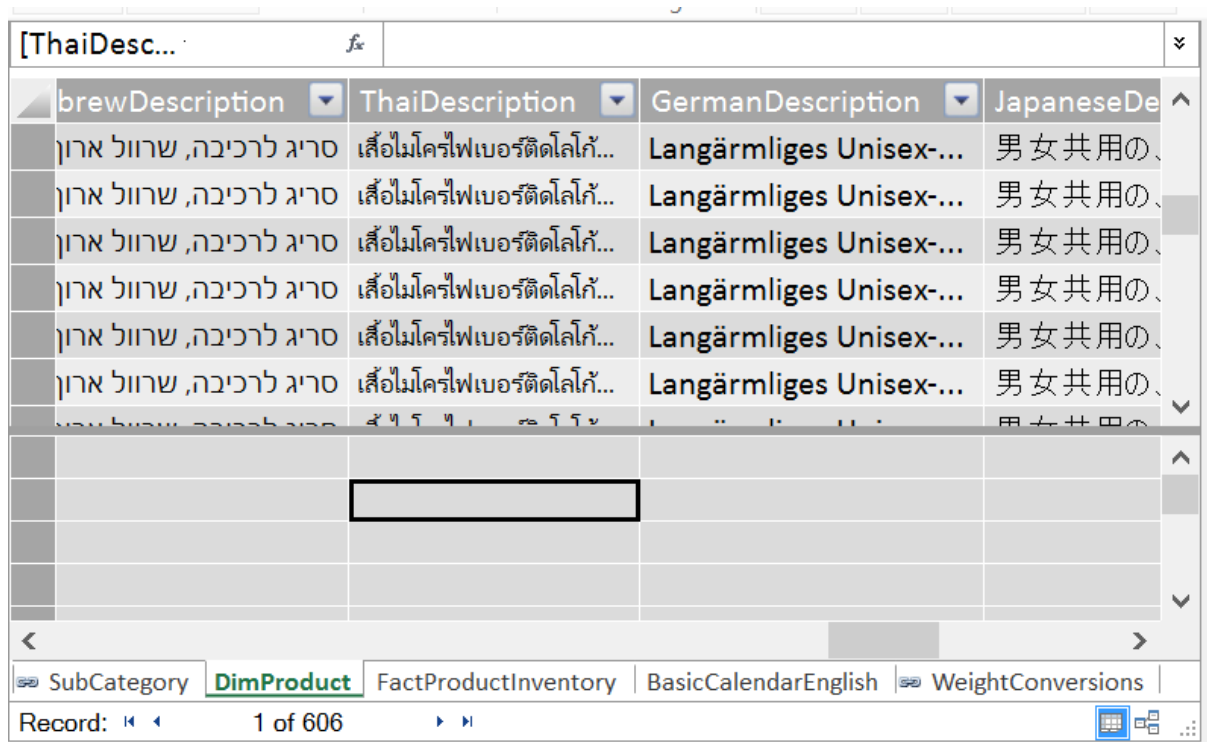 [ThaiDesc... fx
brewDescription ThaiDescription GermanDescription JapaneseDe
סריג לרכיבה, שרוול ארוך เสื้อไมโครไฟเบอร์ติดโลโก้... Langärmliges Unisex-... 男女共用の、
סריג לרכיבה, שרוול ארוך เสื้อไมโครไฟเบอร์ติดโลโก้... Langärmliges Unisex-... 男女共用の、
סריג לרכיבה, שרוול ארוך เสื้อไมโครไฟเบอร์ติดโลโก้... Langärmliges Unisex-... 男女共用の、
סריג לרכיבה, שרוול ארוך เสื้อไมโครไฟเบอร์ติดโลโก้... Langärmliges Unisex-... 男女共用の、
סריג לרכיבה, שרוול ארוך เสื้อไมโครไฟเบอร์ติดโลโก้... Langärmliges Unisex-... 男女共用の、
סריג לרכיבה, שרוול ארוך เสื้อไมโครไฟเบอร์ติดโลโก้... Langärmliges Unisex-... 男女共用の、
SubCategory DimProduct FactProductInventory BasicCalendarEnglish WeightConversions
Record: 1 of 606